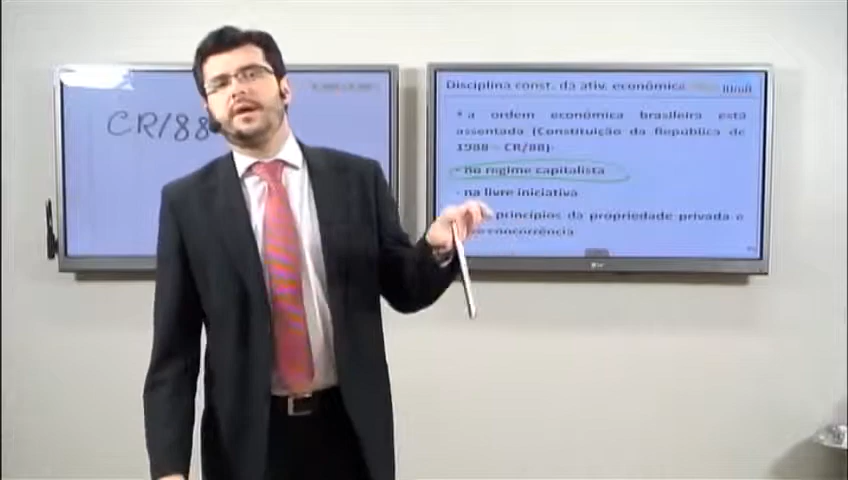 CR/88
Disciplina const. da ativ. econômica
* a ordem econômica brasileira está
assentada (Constituição da República de
1988 – CR/88):
- no regime capitalista
- na livre iniciativa
princípios da propriedade privada e
concorrência
LG